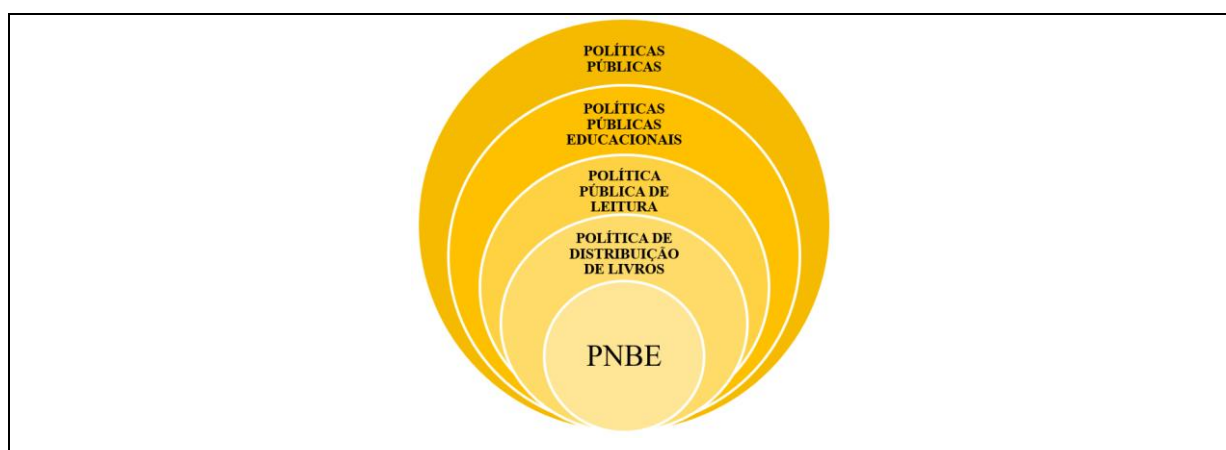 POLÍTICAS
PÚBLICAS
POLÍTICAS
PÚBLICAS
EDUCACIONAIS
POLÍTICA
PÚBLICA DE
LEITURA
POLÍTICA DE
DISTRIBUIÇÃO
DE LIVROS
PNBE